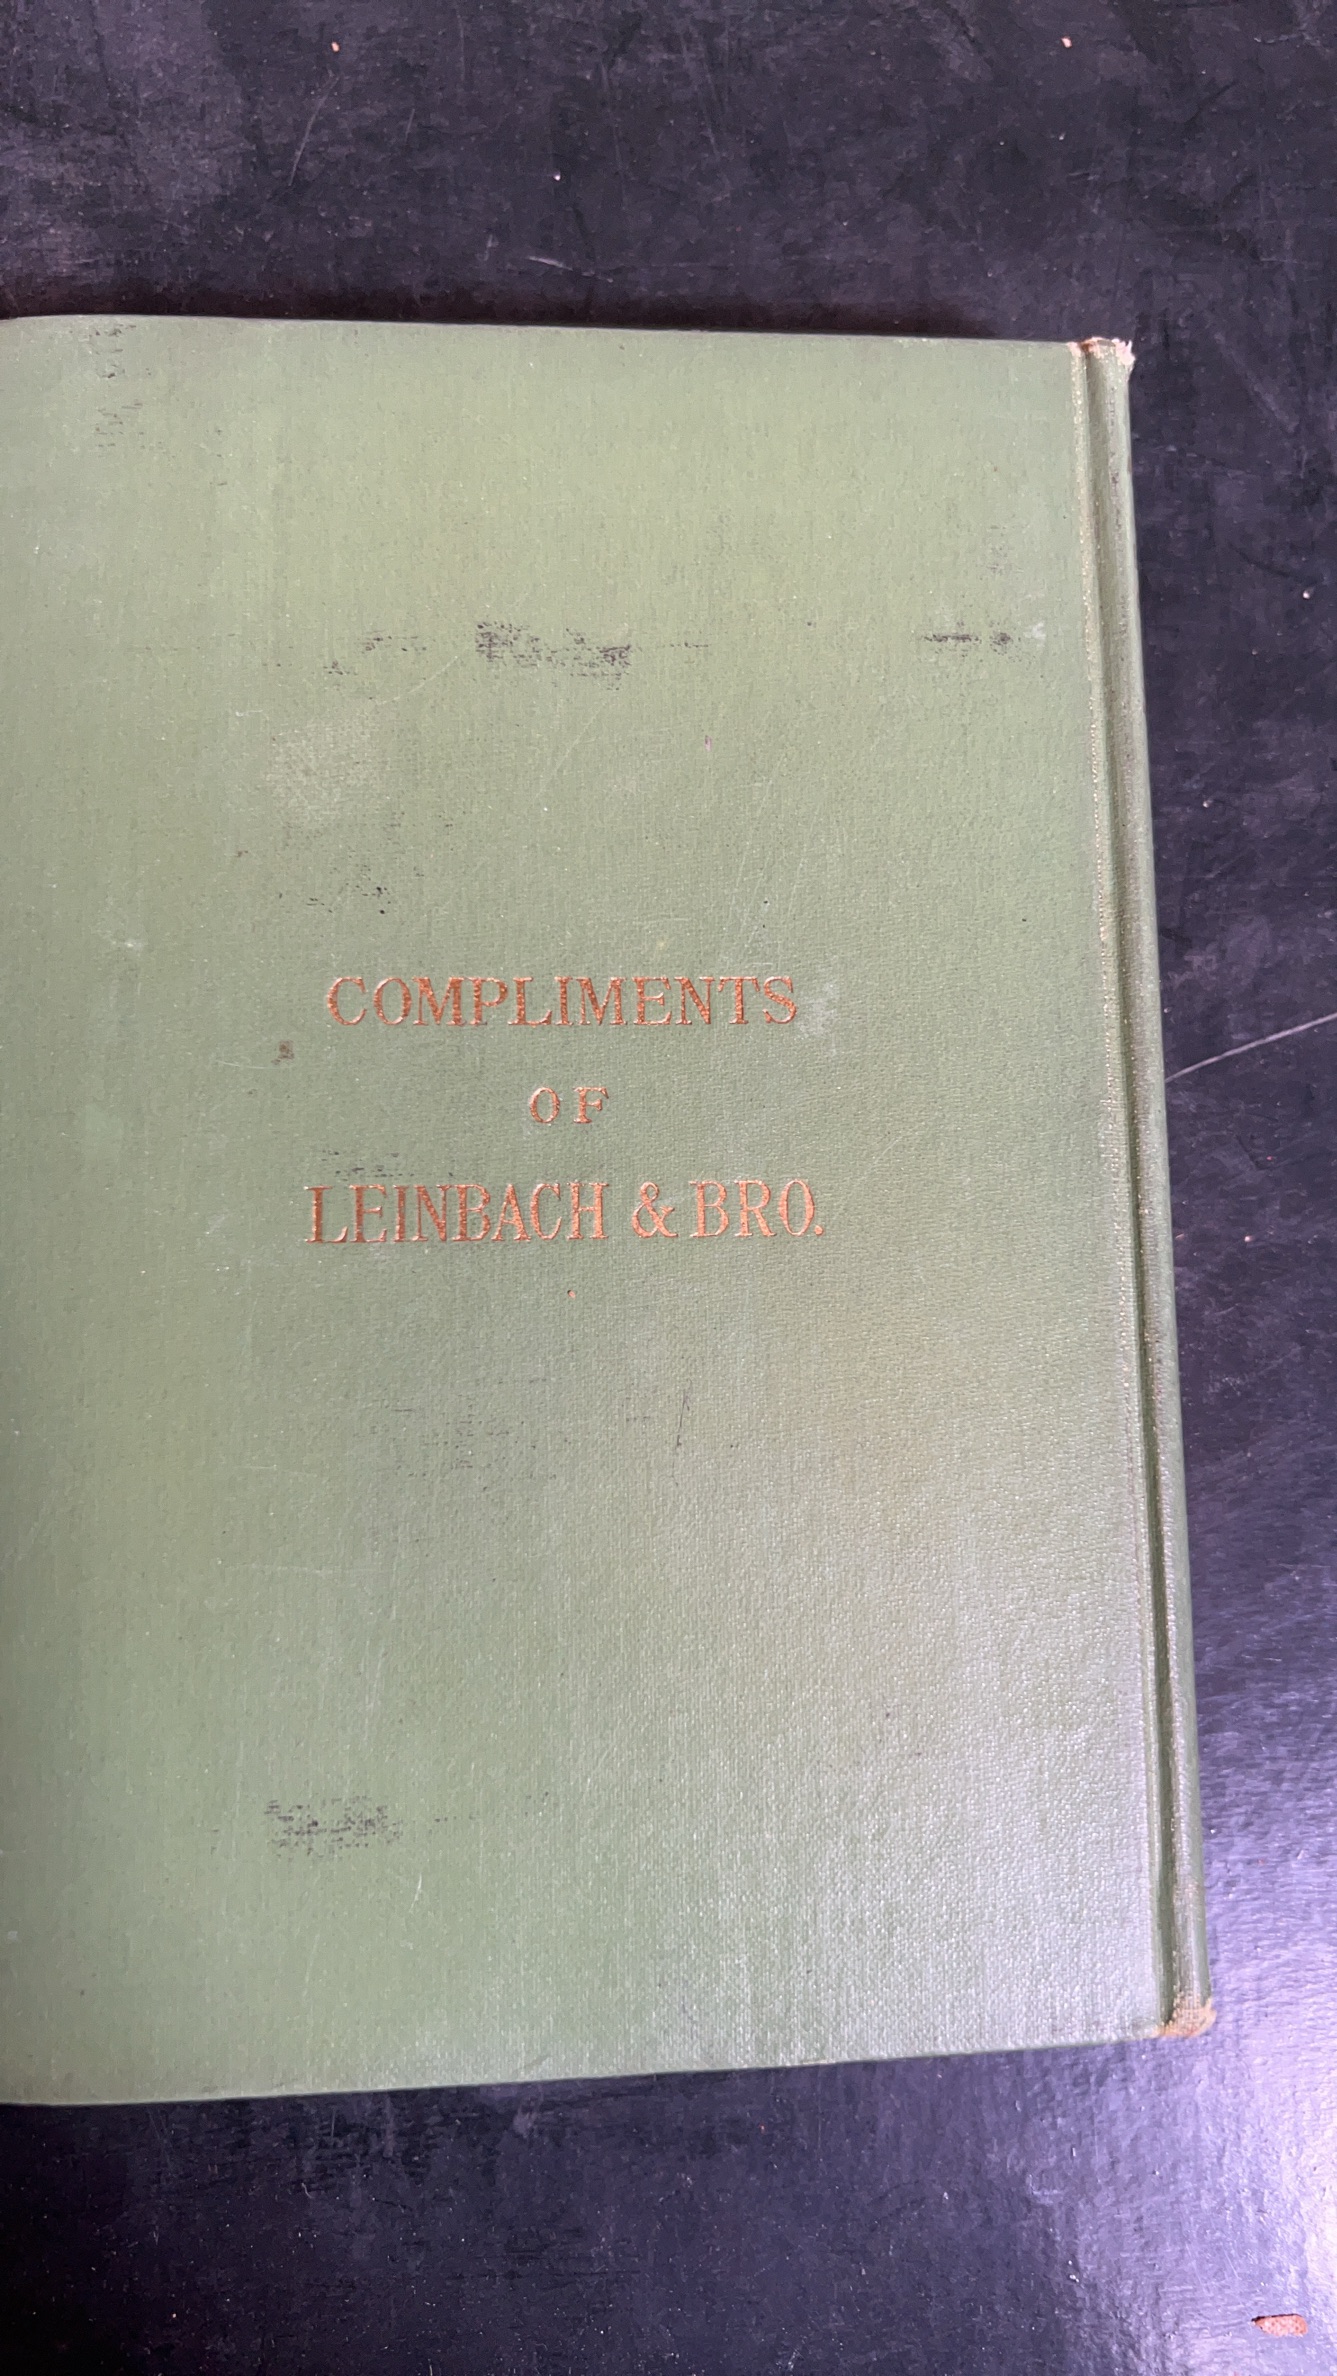 COMPLIMENTS
OF
LEINBACH & BRO.